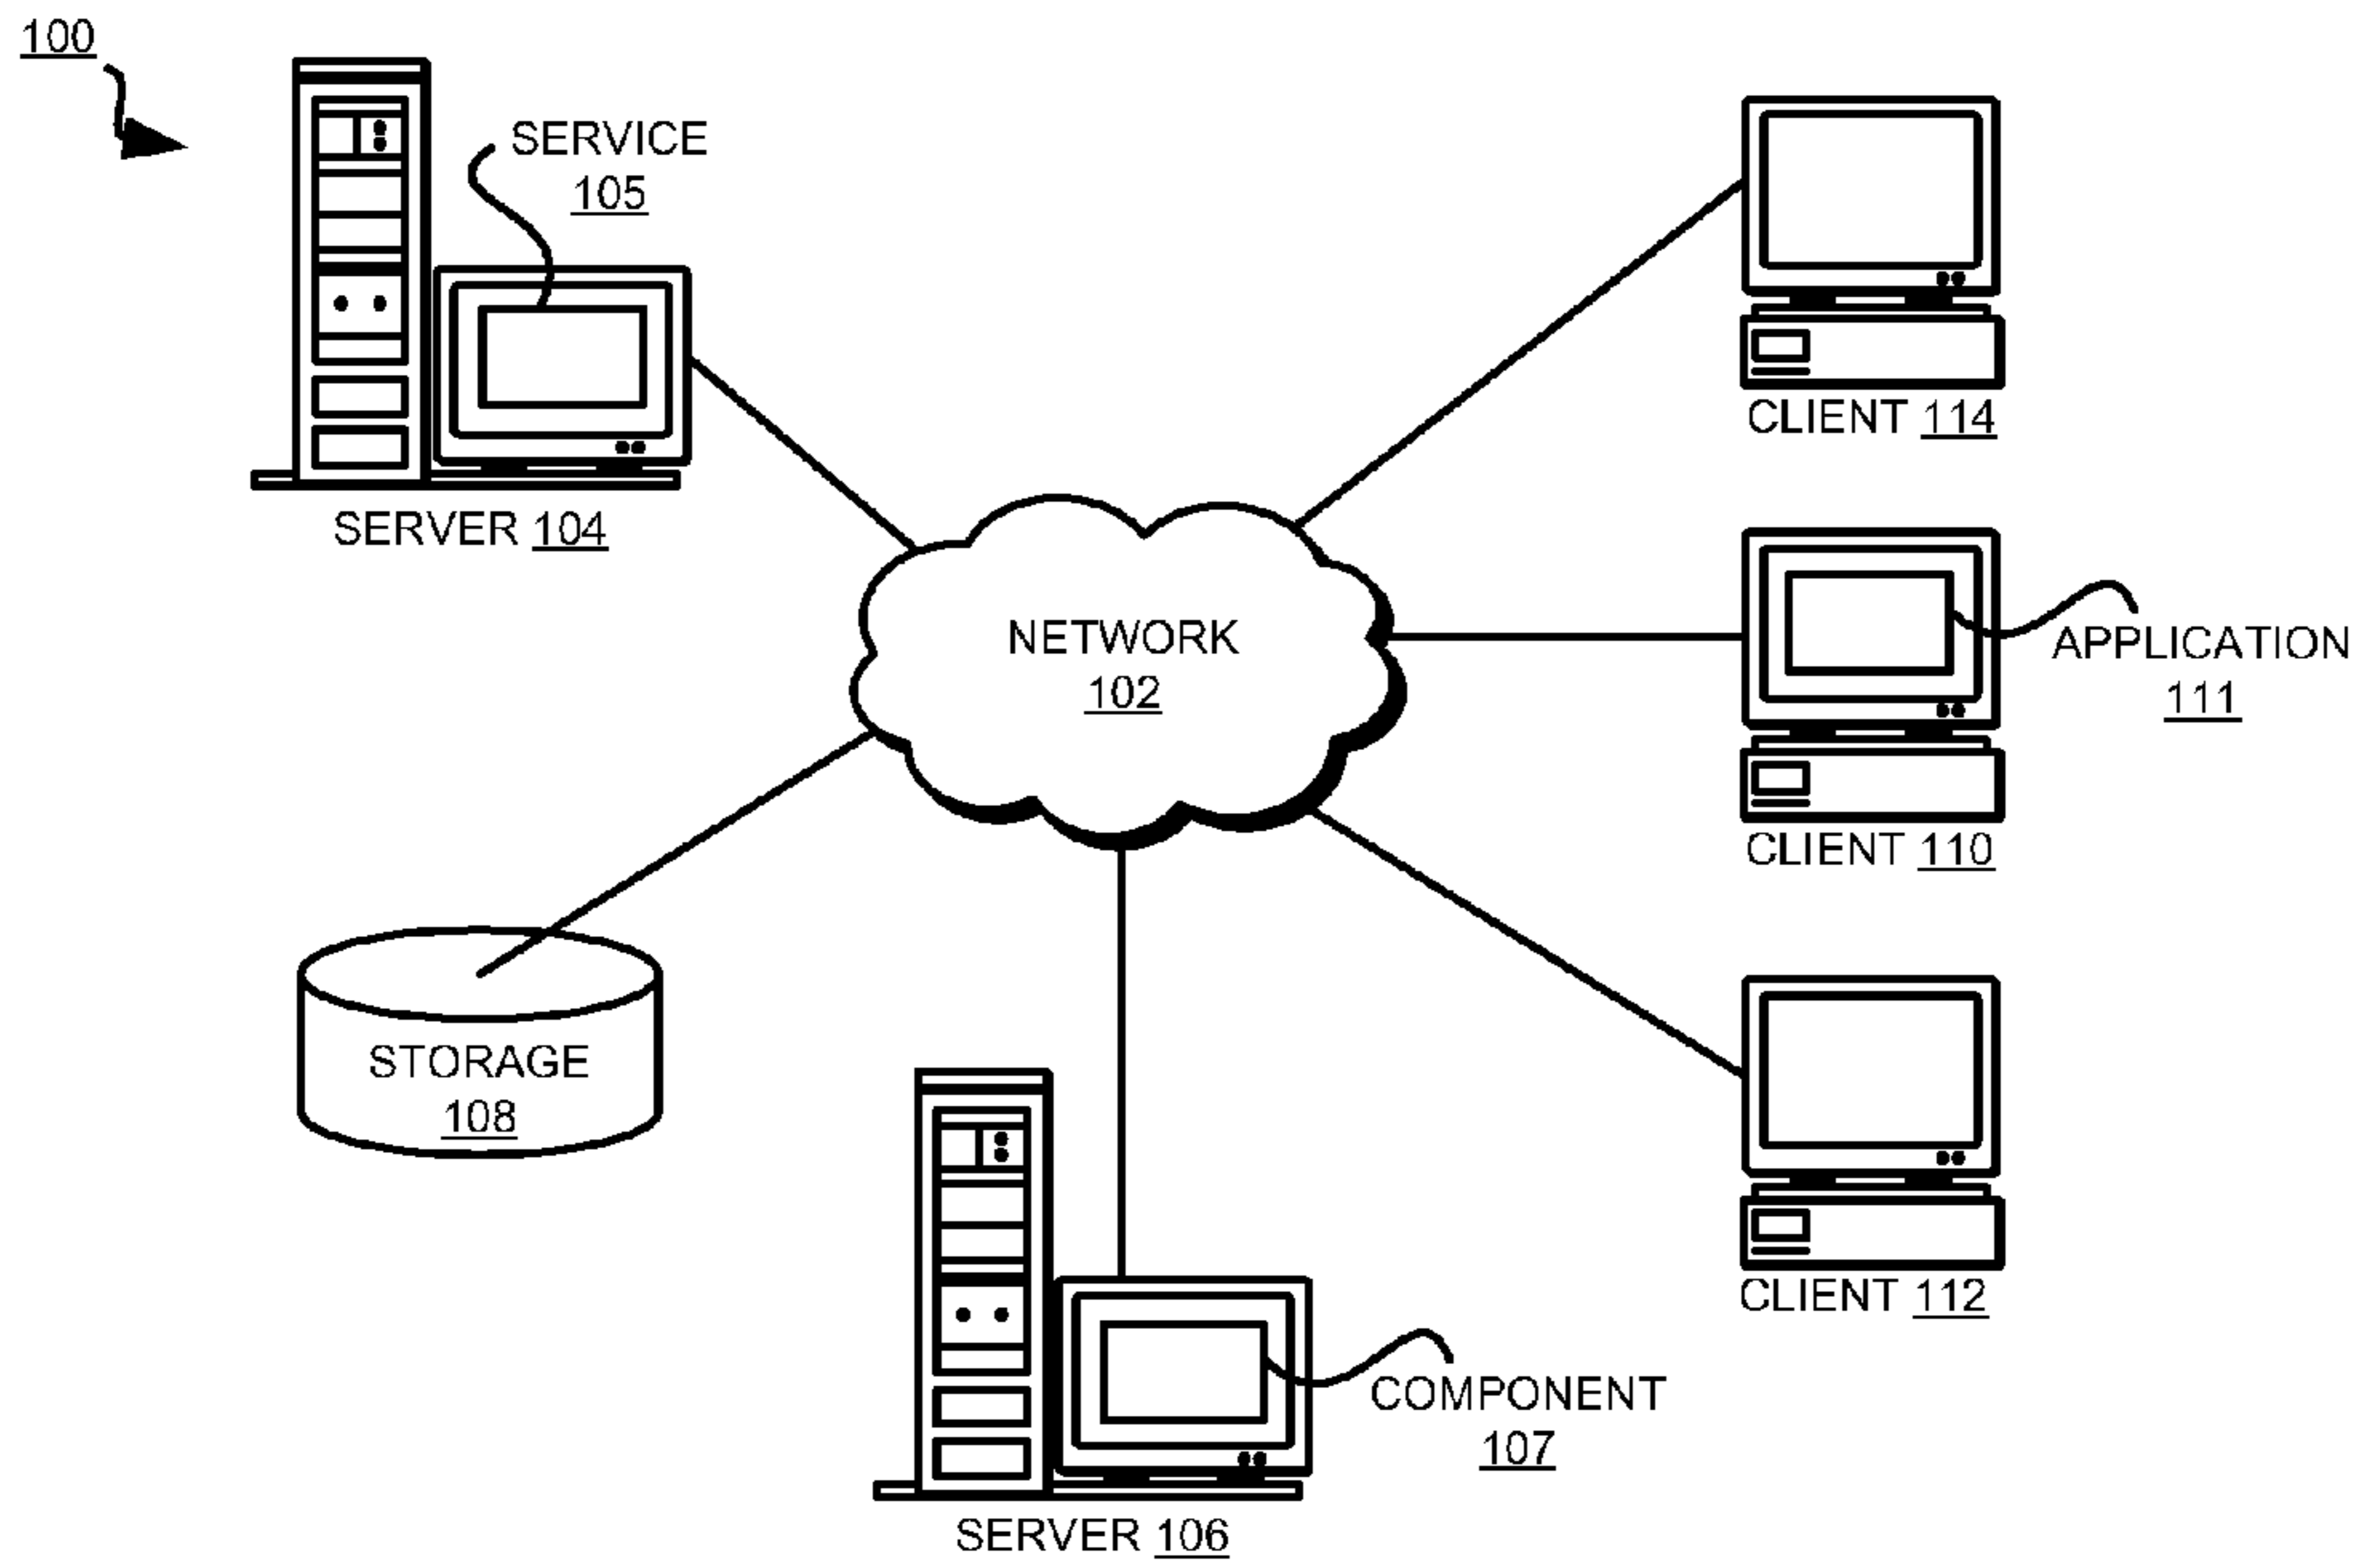 100
SERVICE
105
SERVER 104
CLIENT 114
NETWORK
102
APPLICATION
111
CLIENT 110
STORAGE
108
CLIENT 112
COMPONENT
107
SERVER 106